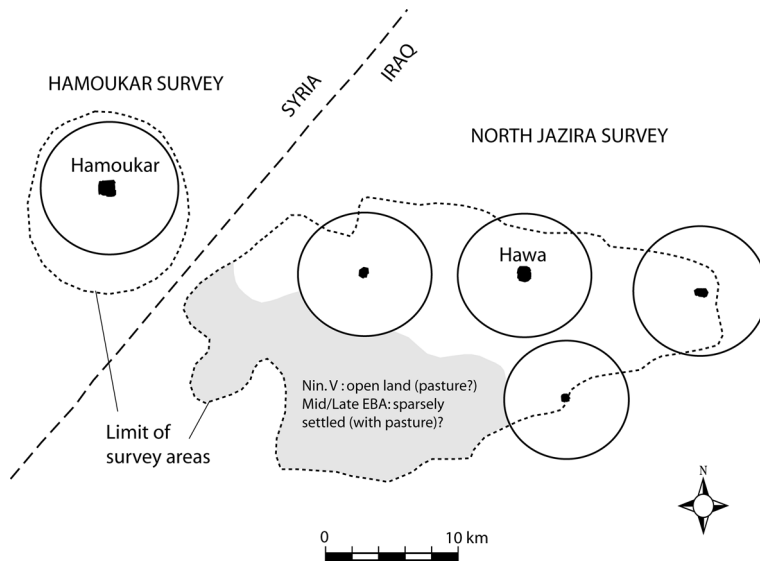 HAMOUKAR SURVEY
SYRIA
IRAQ
NORTH JAZIRA SURVEY
Hamoukar
Hawa
Nin. V : open land (pasture?)
Mid/Late EBA: sparsely
settled (with pasture)?
Limit of
survey areas
N
0 10 km